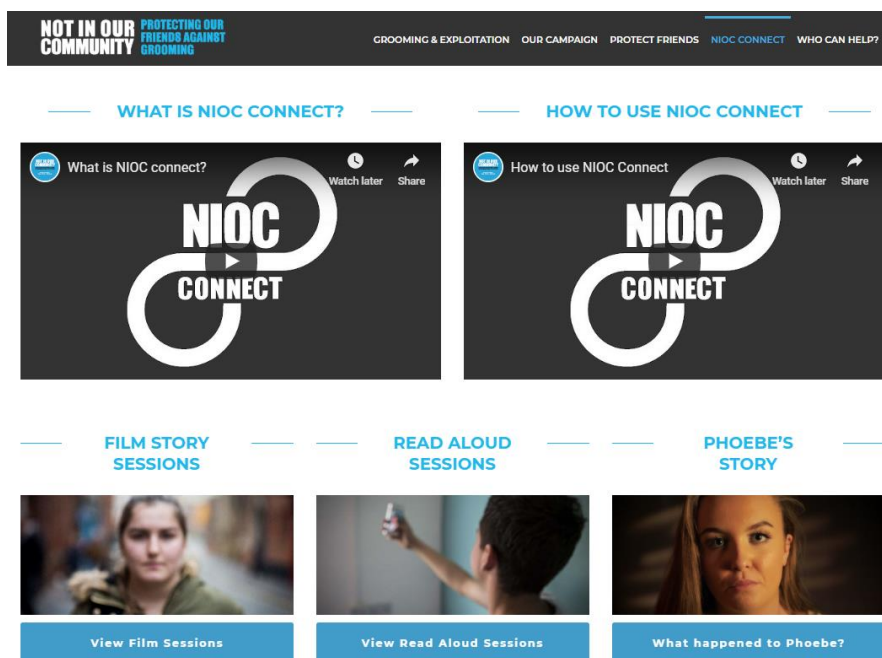 NOT IN OUR COMMUNITY
PROTECTING OUR FRIENDS AGAINST GROOMING
GROOMING & EXPLOITATION OUR CAMPAIGN PROTECT FRIENDS NIOC CONNECT WHO CAN HELP?
WHAT IS NIOC CONNECT?
What is NIOC connect?
Watch later Share
NIOC
CONNECT
HOW TO USE NIOC CONNECT
How to use NIOC Connect
Watch later Share
NIOC
CONNECT
FILM STORY
SESSIONS
View Film Sessions
READ ALOUD
SESSIONS
View Read Aloud Sessions
PHOEBE'S
STORY
What happened to Phoebe?